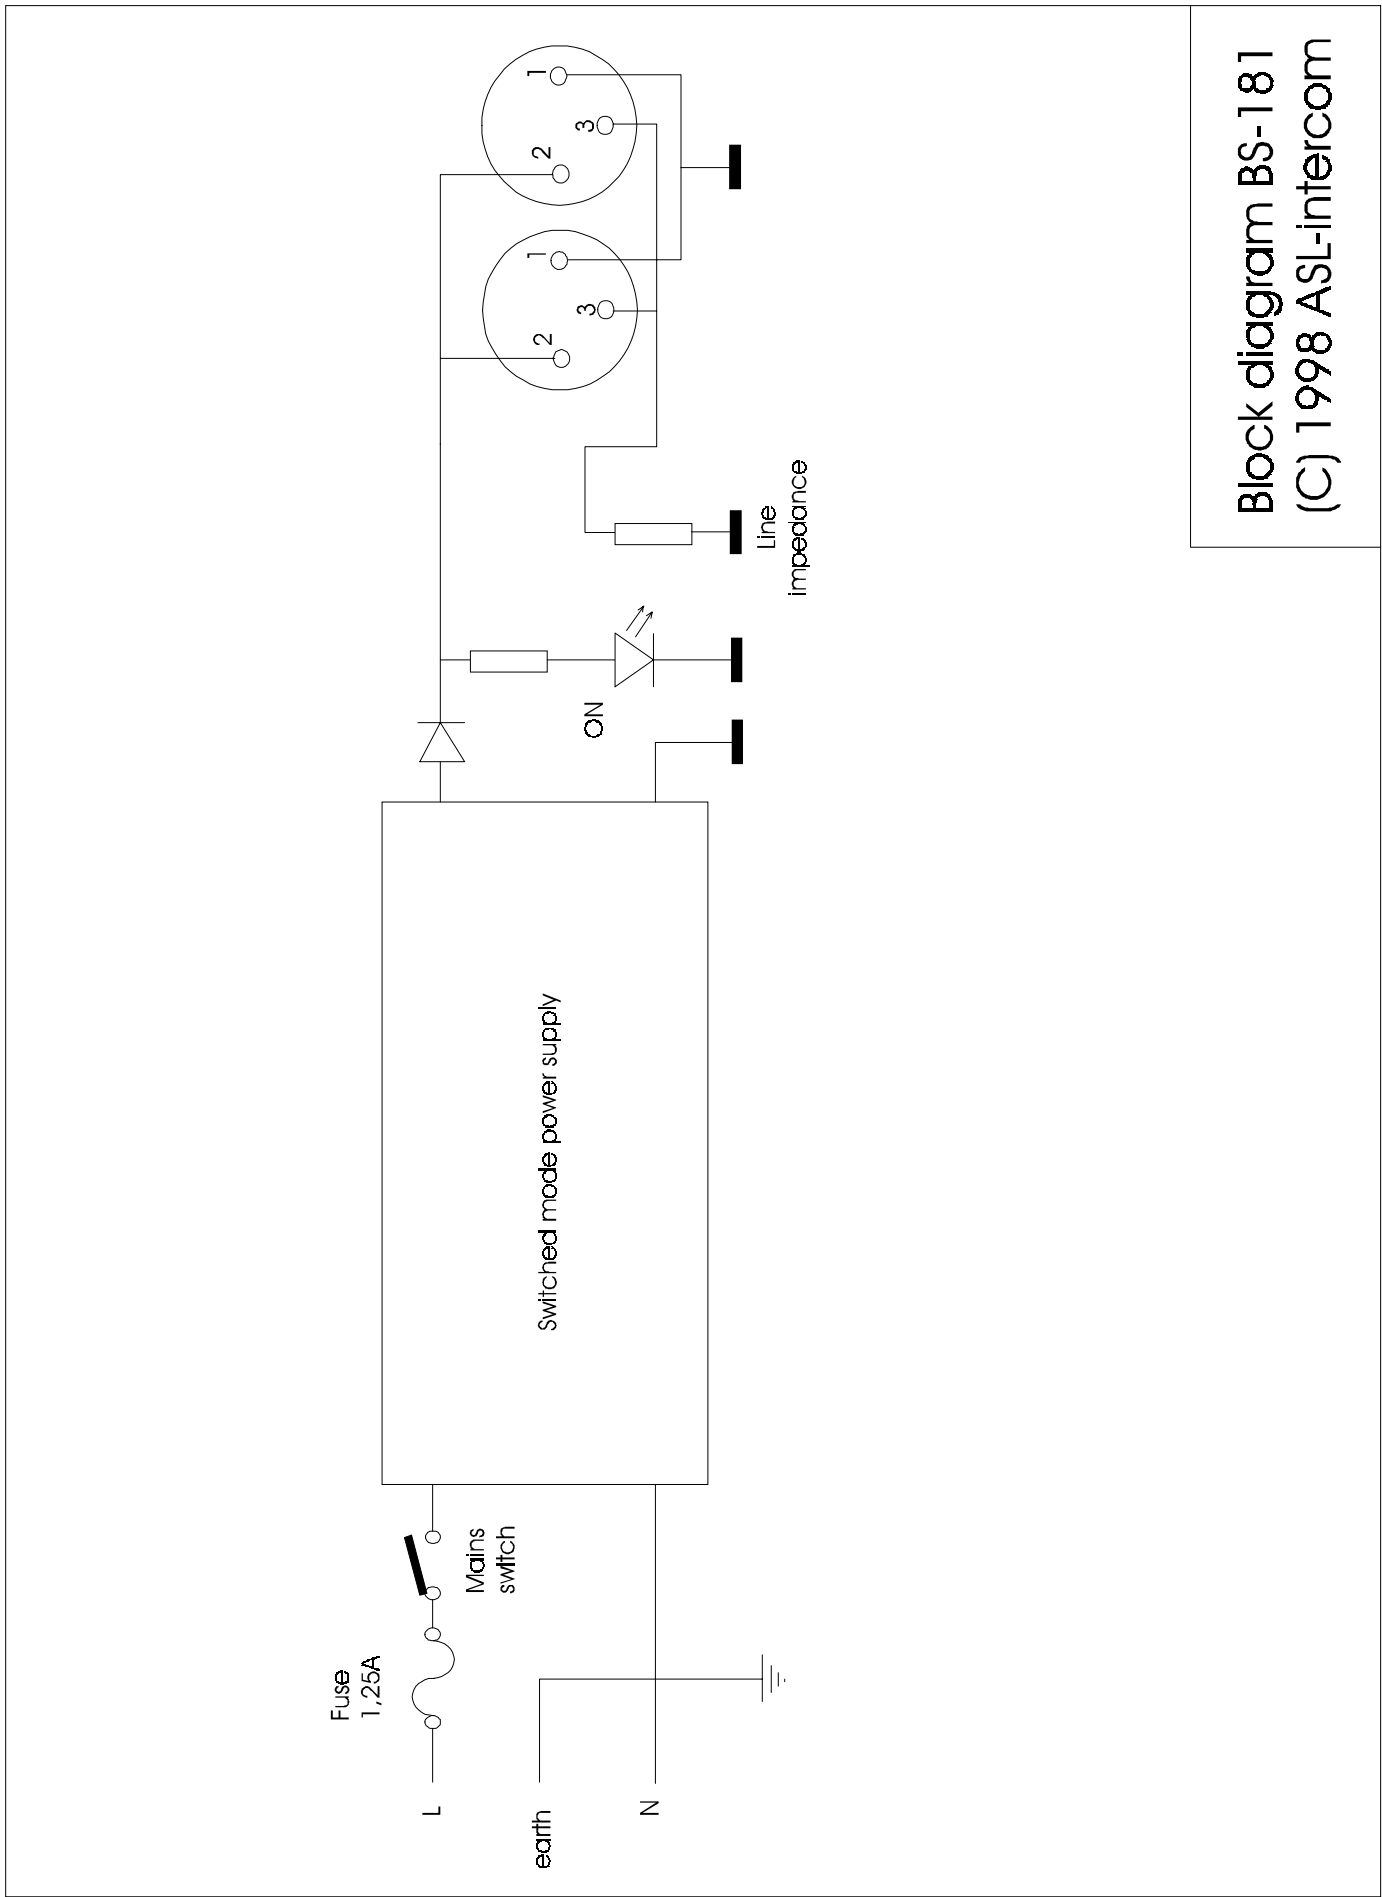 Fuse
1,25A
L
earth
N
Mains
switch
Switched mode power supply
ON
Line
impedance
2
3
1
2
3
1
Block diagram BS-181
(C) 1998 ASL-intercom